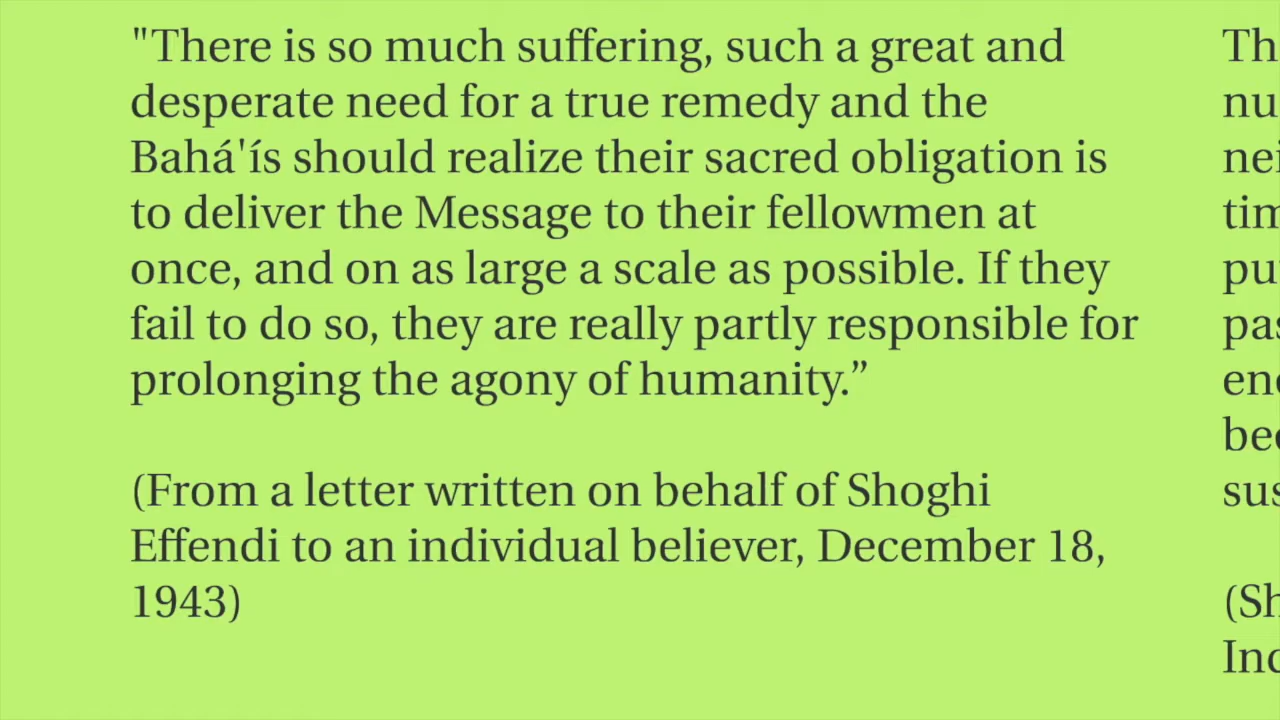 "There is so much suffering, such a great and
desperate need for a true remedy and the
Bahá'ís should realize their sacred obligation is
to deliver the Message to their fellowmen at
once, and on as large a scale as possible. If they
fail to do so, they are really partly responsible for
prolonging the agony of humanity.”
(From a letter written on behalf of Shoghi
Effendi to an individual believer, December 18,
1943)